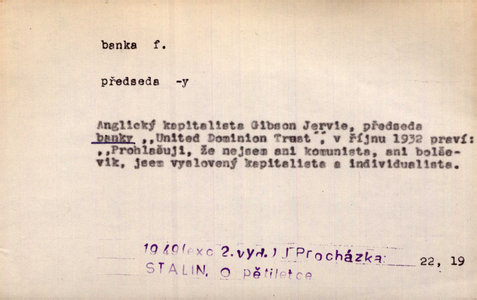 banka f.
předseda -y
Anglický kapitalista Gibson Jervie, předseda
banky ,,United Dominion Trust", v říjnu 1932 praví:
,,Prohlašuji, že nejsem ani komunista, ani bolše-
vik, jsem vyslovený kapitalista a individualista.
1949(exc 2.vyd.) J Procházka: 22, 19
STALIN, O pětiletce